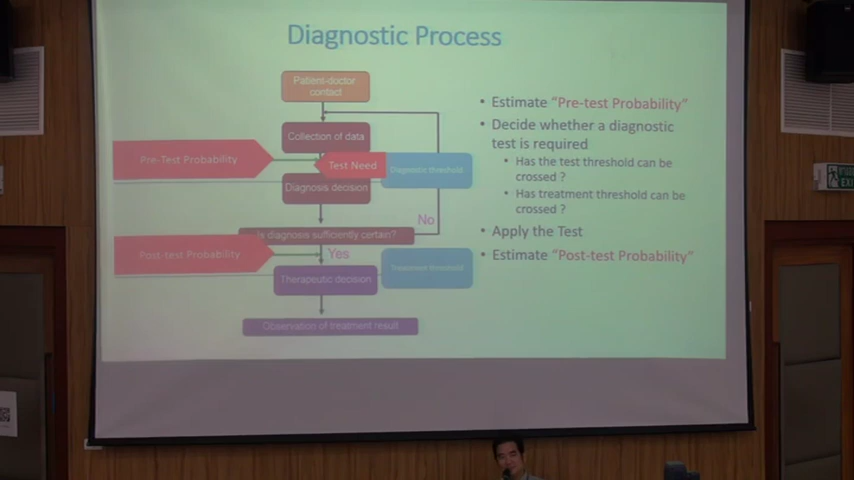 Diagnostic Process
Patient-doctor
contact
Collection of data
Pre-Test Probability
Test Need
Diagnostic threshold
Diagnosis decision
No
Is diagnosis sufficiently certain?
Post-test Probability
Yes
Therapeutic decision
Treatment threshold
Observation of treatment result
• Estimate “Pre-test Probability”
• Decide whether a diagnostic
test is required
• Has the test threshold can be
crossed ?
• Has treatment threshold can be
crossed ?
• Apply the Test
• Estimate “Post-test Probability”
EXI